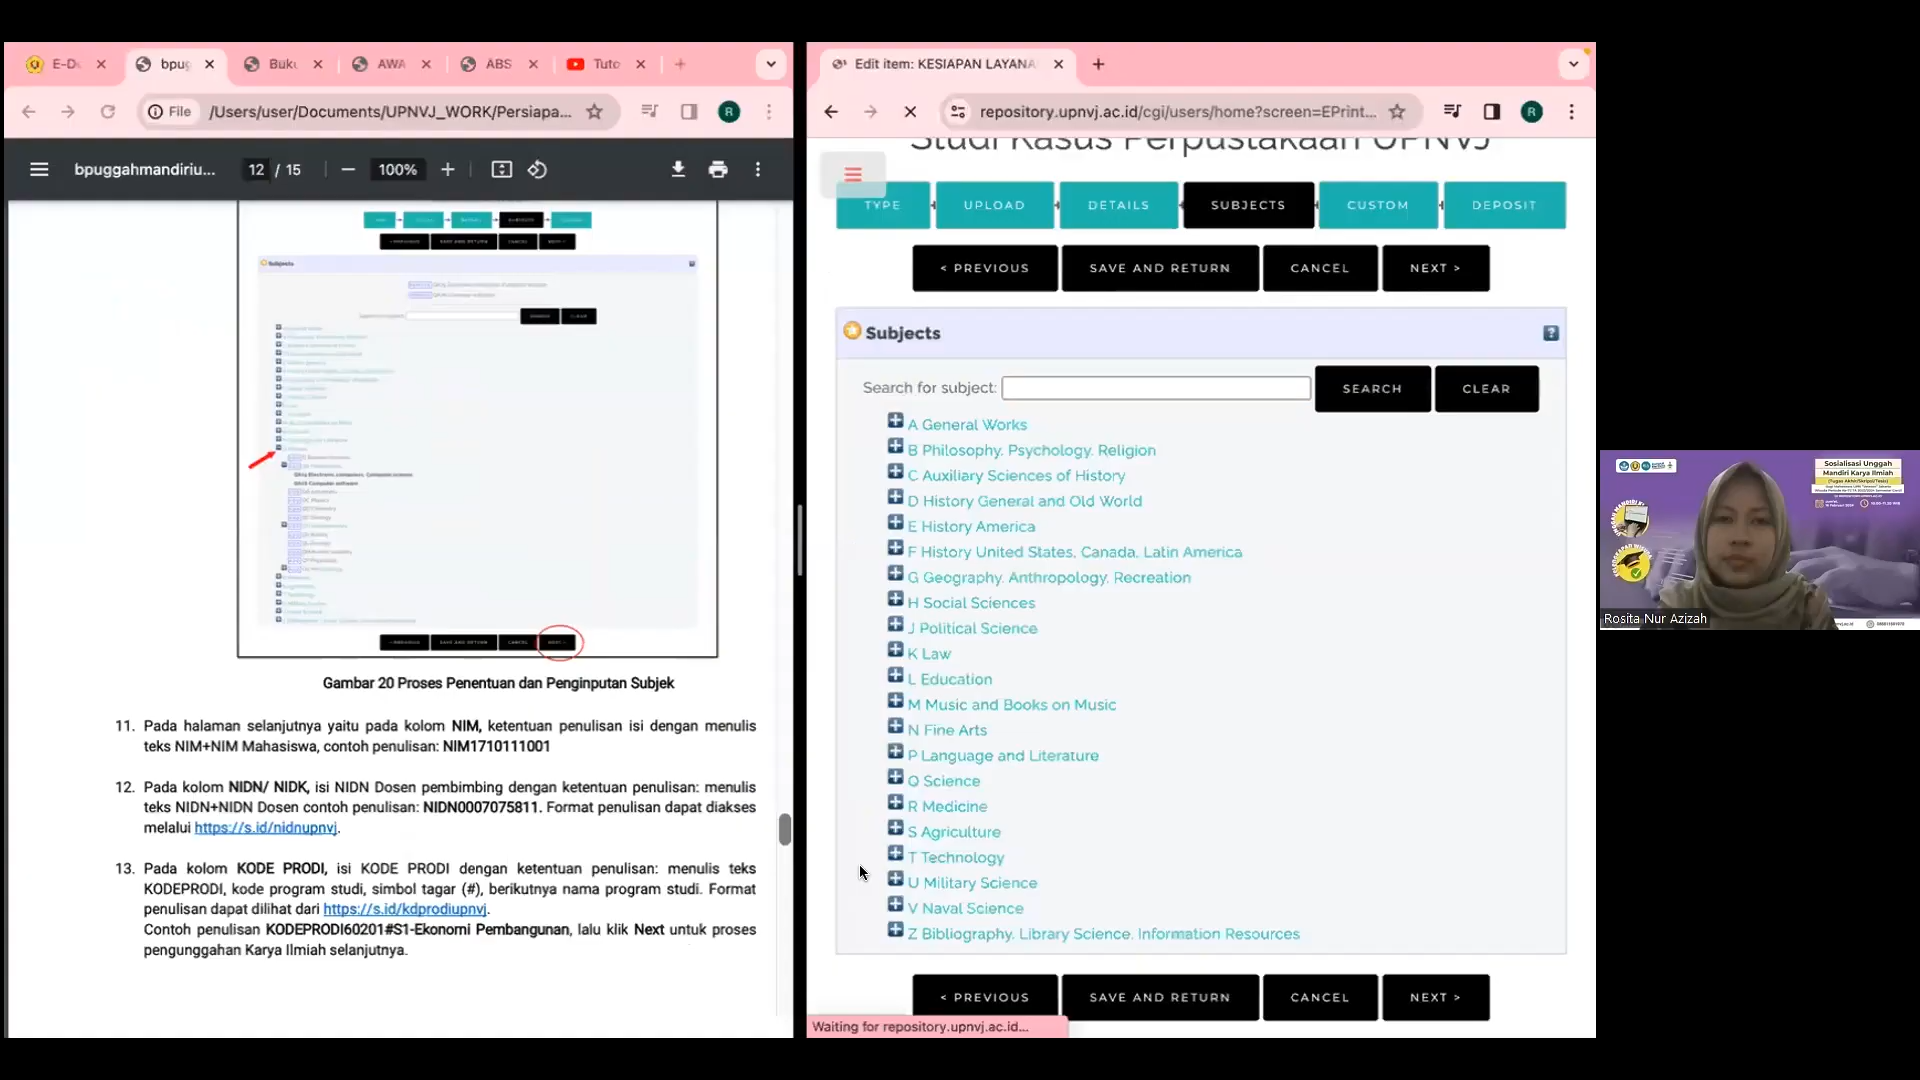 E-D
bpug
Buku
AWA
ABS
Tuto
File
/Users/user/Documents/UPNVJ_WORK/Persiapa...
R
bpuggahmandiriu...
12 / 15
100%
Subjects
Gambar 20 Proses Penentuan dan Penginputan Subjek
11. Pada halaman selanjutnya yaitu pada kolom NIM, ketentuan penulisan isi dengan menulis
teks NIM+NIM Mahasiswa, contoh penulisan: NIM1710111001
12. Pada kolom NIDN/ NIDK, isi NIDN Dosen pembimbing dengan ketentuan penulisan: menulis
teks NIDN+NIDN Dosen contoh penulisan: NIDN0007075811. Format penulisan dapat diakses
melalui https://s.id/nidnupnvj.
13. Pada kolom KODE PRODI, isi KODE PRODI dengan ketentuan penulisan: menulis teks
KODEPRODI, kode program studi, simbol tagar (#), berikutnya nama program studi. Format
penulisan dapat dilihat dari https://s.id/kdprodiupnvj.
Contoh penulisan KODEPRODI60201#S1-Ekonomi Pembangunan, lalu klik Next untuk proses
pengunggahan Karya Ilmiah selanjutnya.
Edit item: KESIAPAN LAYANA
repository.upnvj.ac.id/cgi/users/home?screen=EPrint...
R
Studi Kasus Perpustakaan UPNVJ
TYPE
UPLOAD
DETAILS
SUBJECTS
CUSTOM
DEPOSIT
< PREVIOUS
SAVE AND RETURN
CANCEL
NEXT >
Subjects
?
Search for subject:
SEARCH
CLEAR
A General Works
B Philosophy. Psychology. Religion
C Auxiliary Sciences of History
D History General and Old World
E History America
F History United States, Canada, Latin America
G Geography. Anthropology. Recreation
H Social Sciences
J Political Science
K Law
L Education
M Music and Books on Music
N Fine Arts
P Language and Literature
Q Science
R Medicine
S Agriculture
T Technology
U Military Science
V Naval Science
Z Bibliography. Library Science. Information Resources
< PREVIOUS
SAVE AND RETURN
CANCEL
NEXT >
Waiting for repository.upnvj.ac.id...
Sosialisasi Unggah
Mandiri Karya Ilmiah
(Tugas Akhir/Skripsi/Tesis)
Rosita Nur Azizah